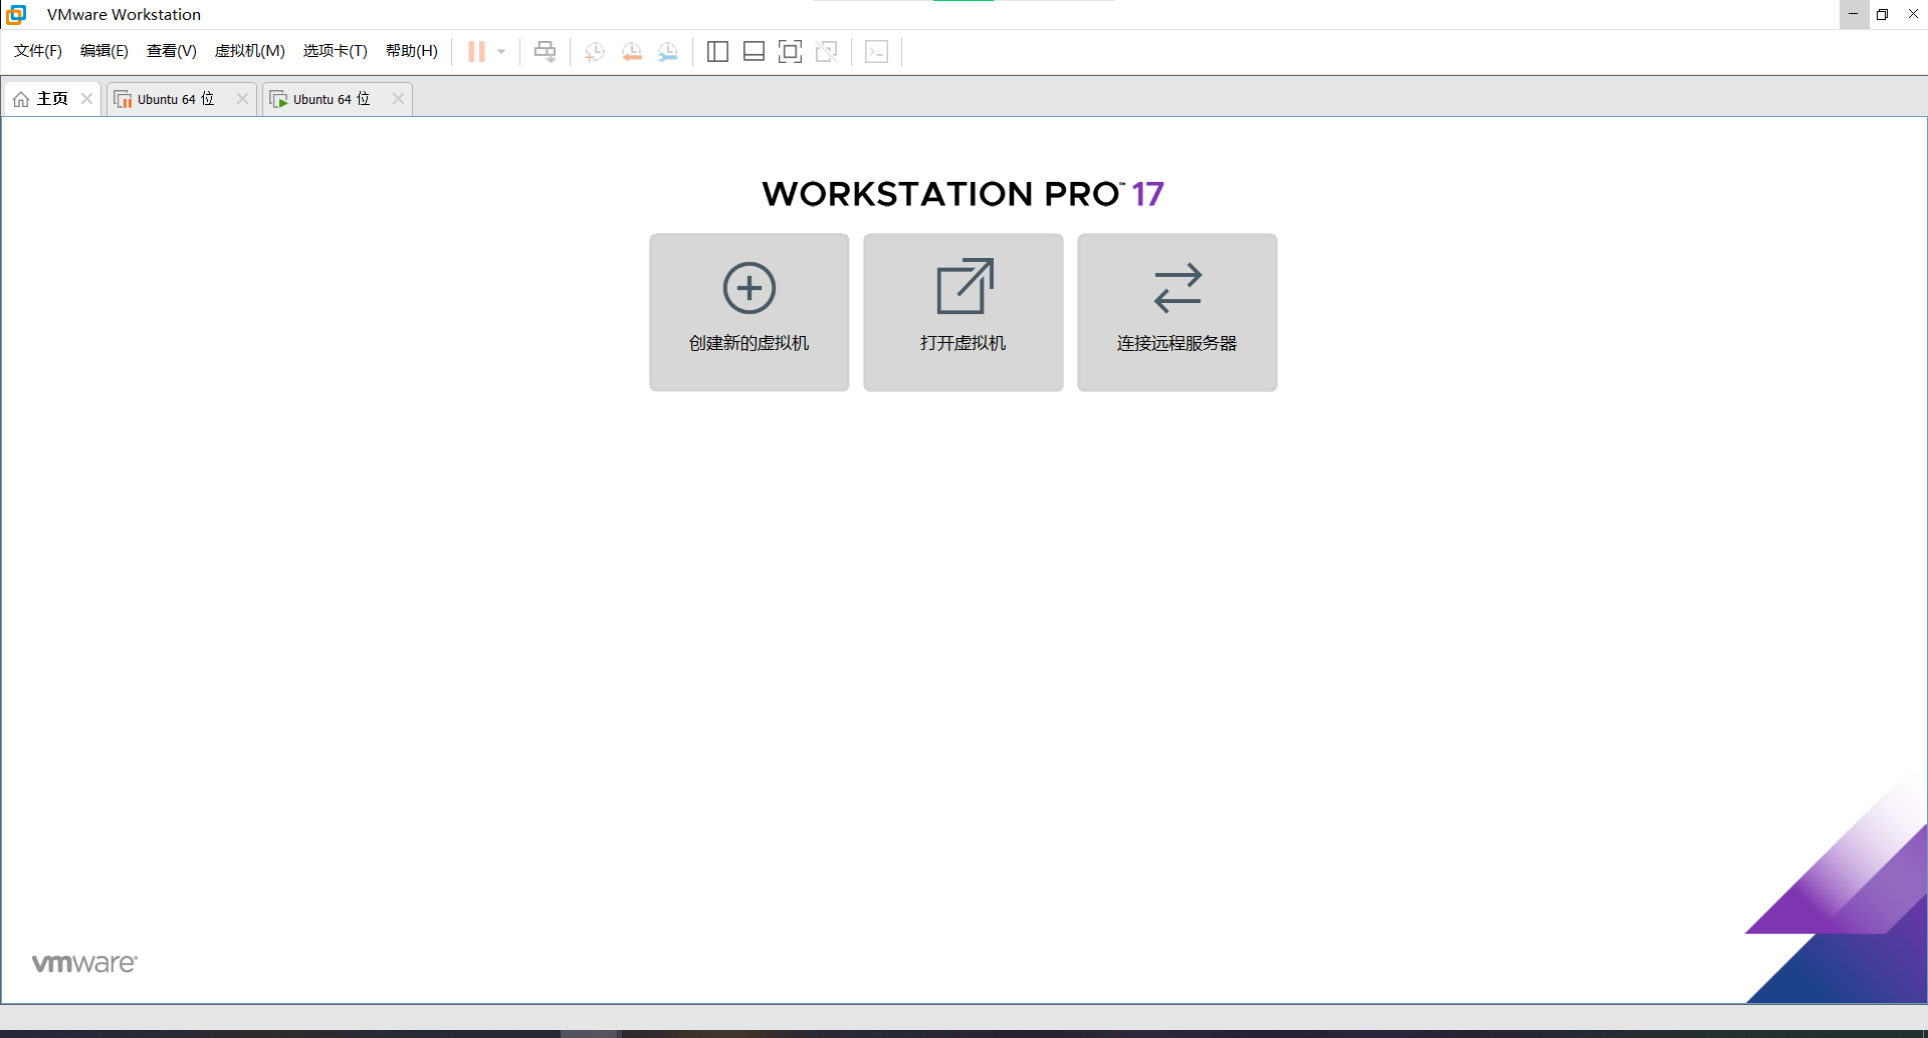 VMware Workstation
文件(F) 编辑(E) 查看(V) 虚拟机(M) 选项卡(T) 帮助(H)
主页 Ubuntu 64 位 Ubuntu 64 位
WORKSTATION PRO™ 17
创建新的虚拟机 打开虚拟机 连接远程服务器
vmware®